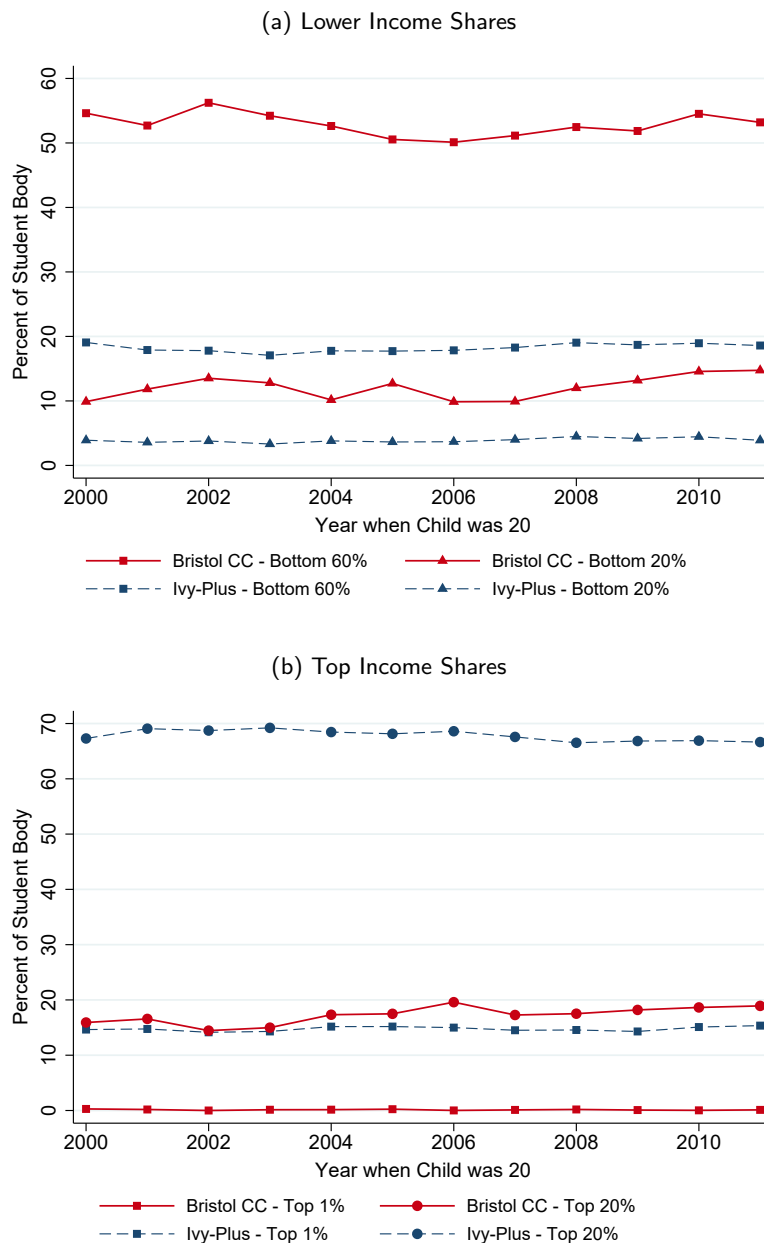 (a) Lower Income Shares
60
50
40
30
20
10
0
Percent of Student Body
2000 2002 2004 2006 2008 2010
Year when Child was 20
Bristol CC - Bottom 60% Bristol CC - Bottom 20%
Ivy-Plus - Bottom 60% Ivy-Plus - Bottom 20%
(b) Top Income Shares
70
60
50
40
30
20
10
0
Percent of Student Body
2000 2002 2004 2006 2008 2010
Year when Child was 20
Bristol CC - Top 1% Bristol CC - Top 20%
Ivy-Plus - Top 1% Ivy-Plus - Top 20%